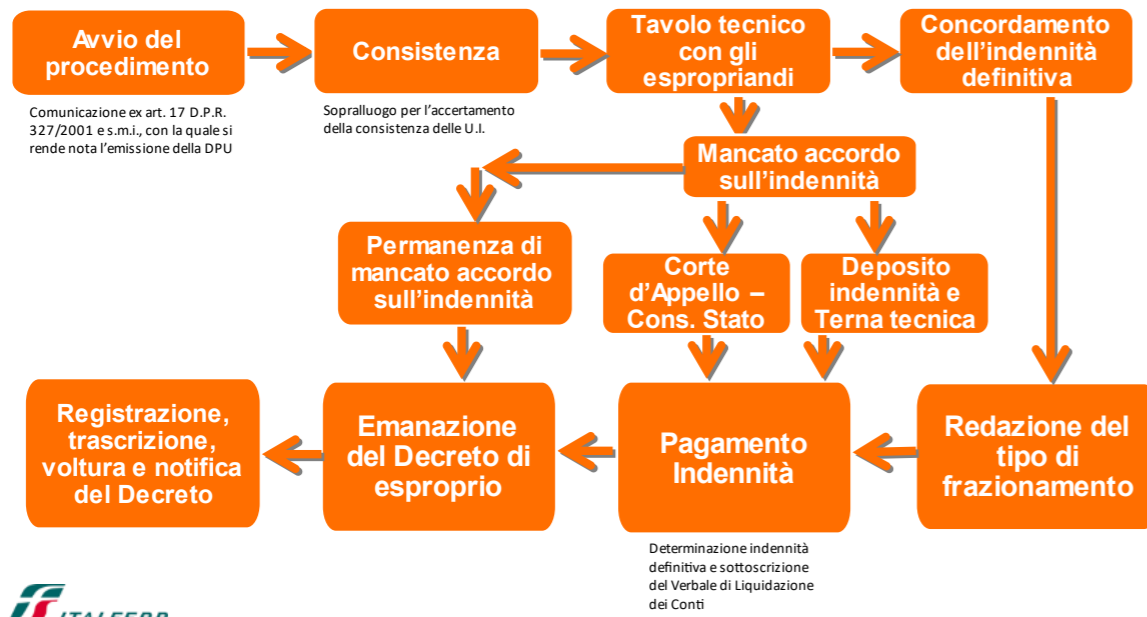 Avvio del
procedimento
Consistenza
Tavolo tecnico
con gli
espropriandi
Concordamento
dell'indennità
definitiva
Comunicazione ex art. 17 D.P.R.
327/2001 e s.m.i., con la quale si
rende nota l'emissione della DPU
Sopralluogo per l'accertamento
della consistenza delle U.I.
Mancato accordo
sull'indennità
Permanenza di
mancato accordo
sull'indennità
Corte
d'Appello –
Cons. Stato
Deposito
indennità e
Terna tecnica
Registrazione,
trascrizione,
voltura e notifica
del Decreto
Emanazione
del Decreto di
esproprio
Pagamento
Indennità
Redazione del
tipo di
frazionamento
Determinazione indennità
definitiva e sottoscrizione
del Verbale di Liquidazione
dei Conti
ITALFERR